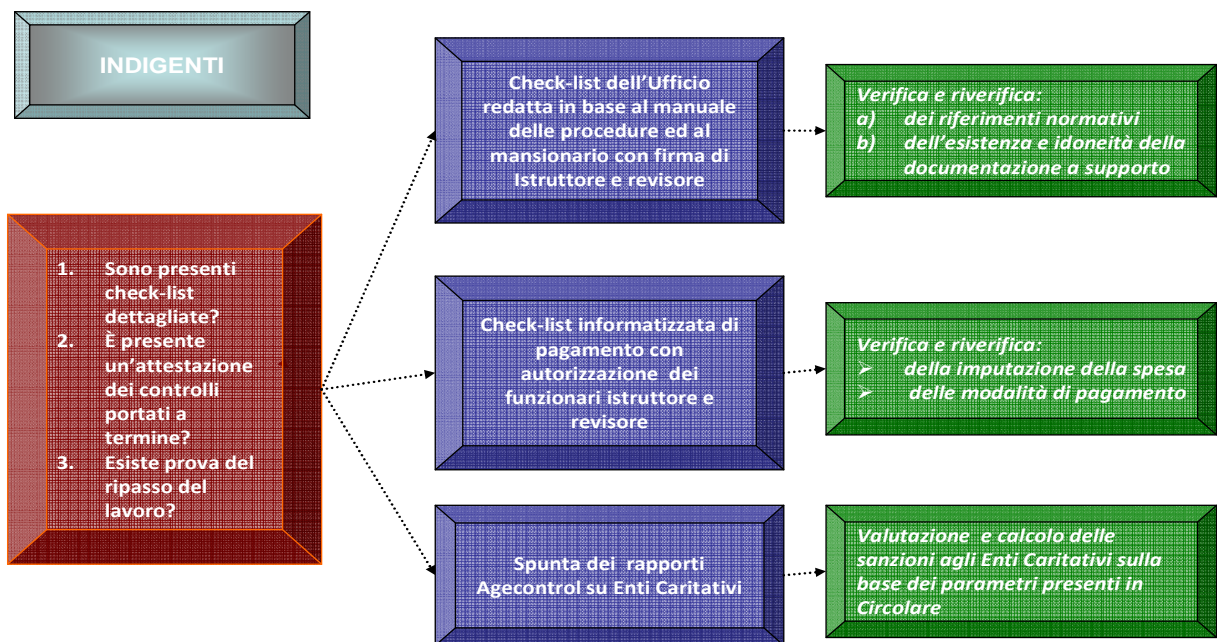 INDIGENTI
1. Sono presenti
check-list
dettagliate?
2. È presente
un'attestazione
dei controlli
portati a
termine?
3. Esiste prova del
ripasso del
lavoro?
Check-list dell'Ufficio
redatta in base al manuale
delle procedure ed al
mansionario con firma di
Istruttore e revisore
Verifica e riverifica:
a) dei riferimenti normativi
b) dell'esistenza e idoneità della
documentazione a supporto
Check-list informatizzata di
pagamento con
autorizzazione dei
funzionari istruttore e
revisore
Verifica e riverifica:
➢ della imputazione della spesa
➢ delle modalità di pagamento
Spunta dei rapporti
Agecontrol su Enti Caritativi
Valutazione e calcolo delle
sanzioni agli Enti Caritativi sulla
base dei parametri presenti in
Circolare